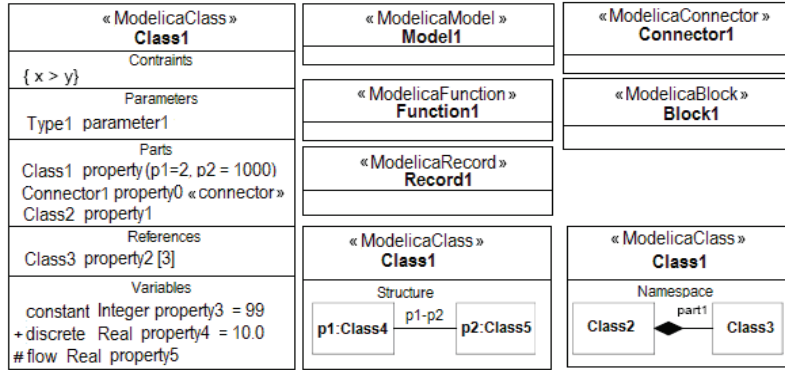 «ModelicaClass»
Class1
Contraints
{ x > y}
Parameters
Type1 parameter1
Parts
Class1 property (p1=2, p2 = 1000)
Connector1 property0 «connector»
Class2 property1
References
Class3 property2 [3]
Variables
constant Integer property3 = 99
+ discrete Real property4 = 10.0
# flow Real property5
«ModelicaModel»
Model1
«ModelicaConnector»
Connector1
«ModelicaFunction»
Function1
«ModelicaBlock»
Block1
«ModelicaRecord»
Record1
«ModelicaClass»
Class1
Structure
p1:Class4 p1-p2 p2:Class5
«ModelicaClass»
Class1
Namespace
Class2 part1 Class3